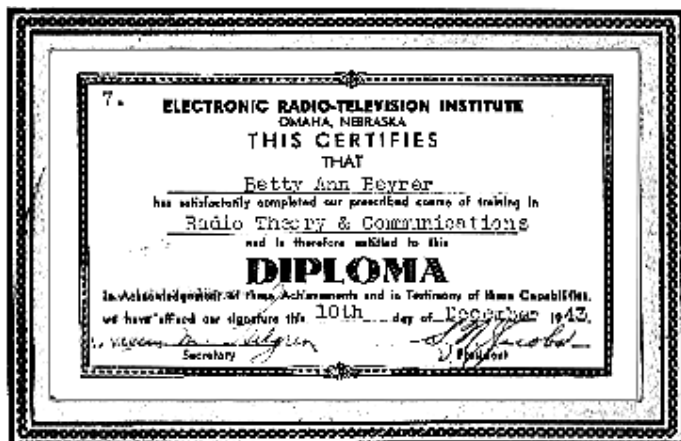 7.
ELECTRONIC RADIO-TELEVISION INSTITUTE
OMAHA, NEBRASKA
THIS CERTIFIES
THAT
Betty Ann Beyrer
has satisfactorily completed our prescribed course of training in
Radio Theory & Communications
and is therefore entitled to this
DIPLOMA
In Acknowledgement of these Achievements and in Testimony of these Capabilities,
we have affixed our signature this 10th day of December 1943.
Secretary
President